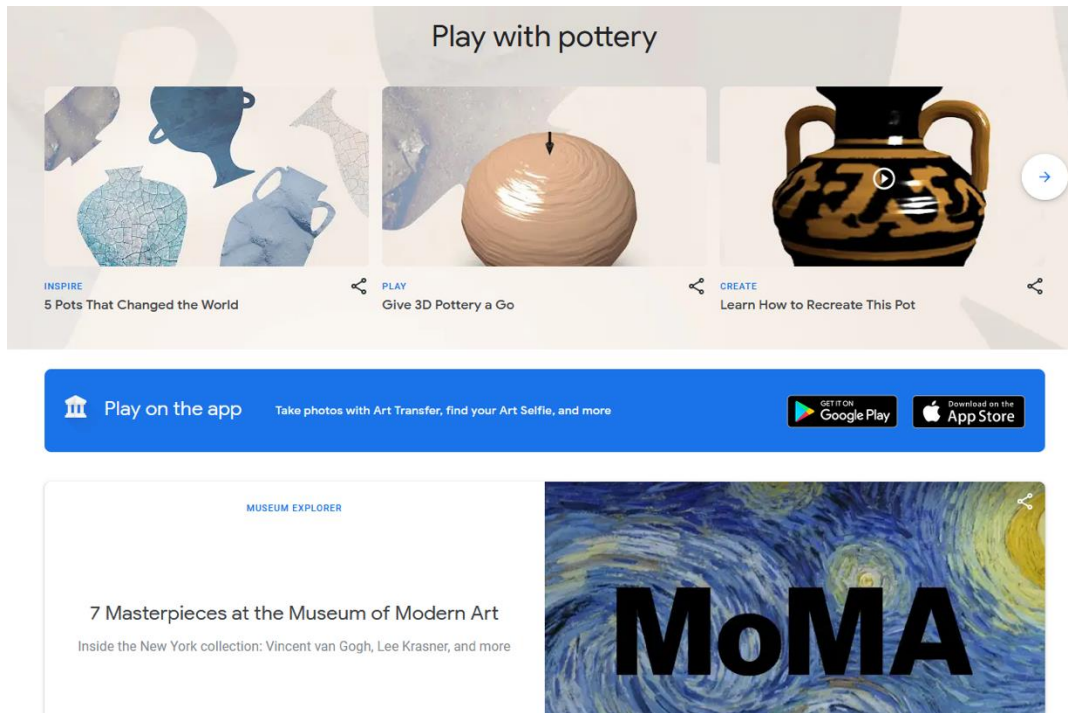 Play with pottery
INSPIRE
5 Pots That Changed the World
PLAY
Give 3D Pottery a Go
CREATE
Learn How to Recreate This Pot
Play on the app
Take photos with Art Transfer, find your Art Selfie, and more
GET IT ON
Google Play
Download on the
App Store
MUSEUM EXPLORER
7 Masterpieces at the Museum of Modern Art
Inside the New York collection: Vincent van Gogh, Lee Krasner, and more
MoMA